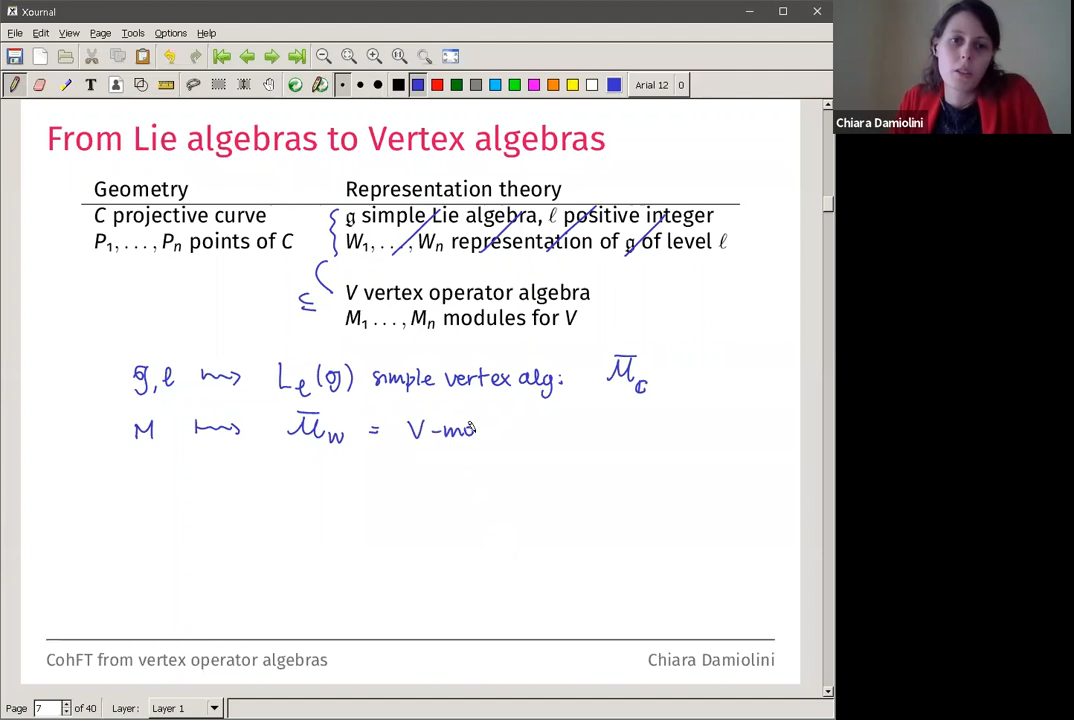 Xournal
File Edit View Page Tools Options Help
Arial 12 0
Chiara Damiolini
From Lie algebras to Vertex algebras
Geometry Representation theory
C projective curve 𝔤 simple Lie algebra, ℓ positive integer
P₁, . . . , Pₙ points of C W₁, . . . , Wₙ representation of 𝔤 of level ℓ
⊆ V vertex operator algebra
M₁ . . . , Mₙ modules for V
𝔤, ℓ ⇝ L_ℓ(𝔤) simple vertex alg:
M = V-mo
CohFT from vertex operator algebras Chiara Damiolini
Page 7 of 40 Layer: Layer 1